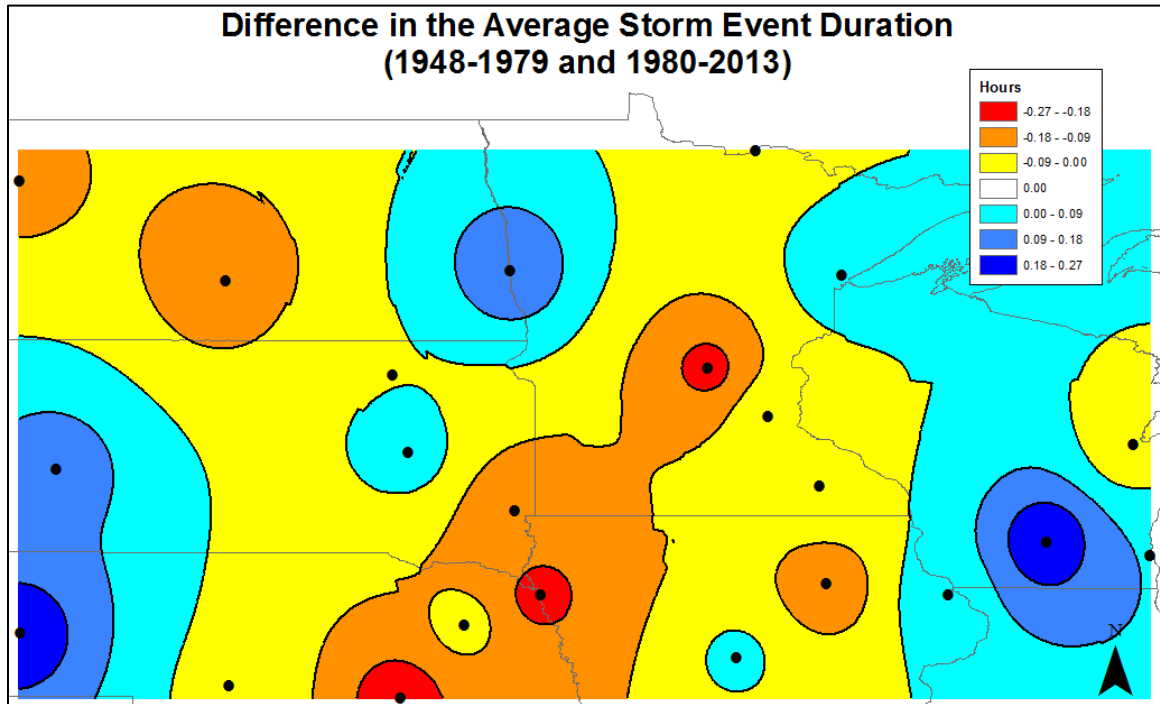 Difference in the Average Storm Event Duration
(1948-1979 and 1980-2013)
Hours
-0.27 - -0.18
-0.18 - -0.09
-0.09 - 0.00
0.00
0.00 - 0.09
0.09 - 0.18
0.18 - 0.27
N